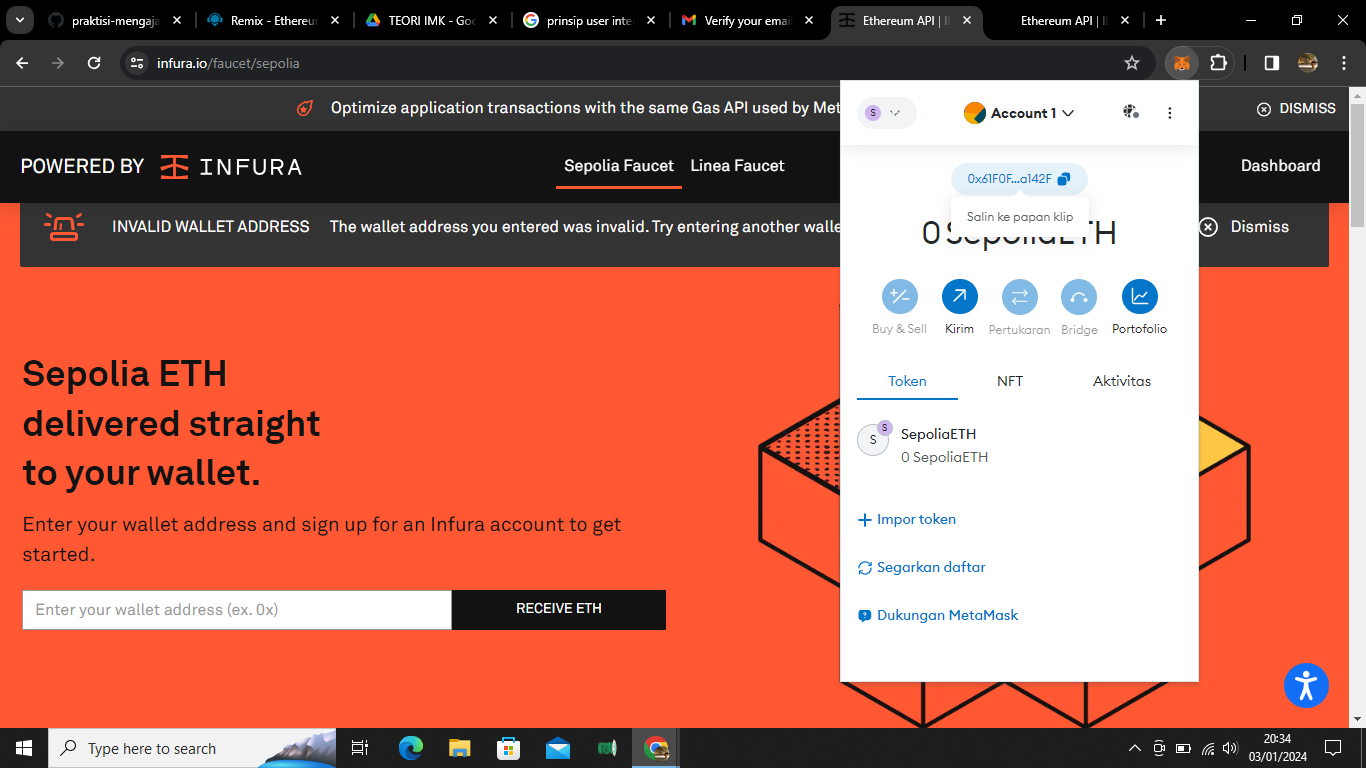 praktisi-mengaja
Remix - Ethereur
TEORI IMK - Goo
prinsip user inte
Verify your email
Ethereum API | I
Ethereum API | I
infura.io/faucet/sepolia
Optimize application transactions with the same Gas API used by Met
DISMISS
POWERED BY INFURA
Sepolia Faucet
Linea Faucet
Dashboard
INVALID WALLET ADDRESS
The wallet address you entered was invalid. Try entering another walle
Dismiss
Sepolia ETH
delivered straight
to your wallet.
Enter your wallet address and sign up for an Infura account to get
started.
Enter your wallet address (ex. 0x)
RECEIVE ETH
S
Account 1
0x61F0F...a142F
Salin ke papan klip
0 SepoliaETH
Buy & Sell
Kirim
Pertukaran
Bridge
Portofolio
Token
NFT
Aktivitas
S
S
SepoliaETH
0 SepoliaETH
Impor token
Segarkan daftar
Dukungan MetaMask
Type here to search
20:34
03/01/2024